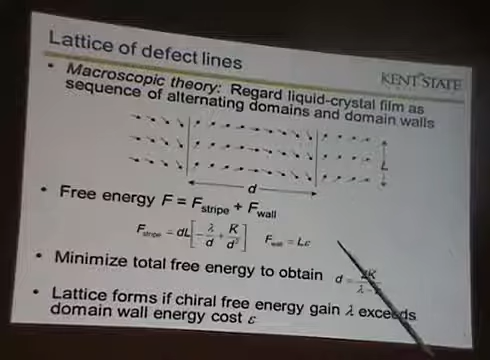 Lattice of defect lines
KENT STATE
• Macroscopic theory: Regard liquid-crystal film as
sequence of alternating domains and domain walls
L
d
• Free energy F = F_stripe + F_wall
F_stripe = dL[-λ/d + K/d²] F_wall = Lε
• Minimize total free energy to obtain d =
• Lattice forms if chiral free energy gain λ exceeds
domain wall energy cost ε